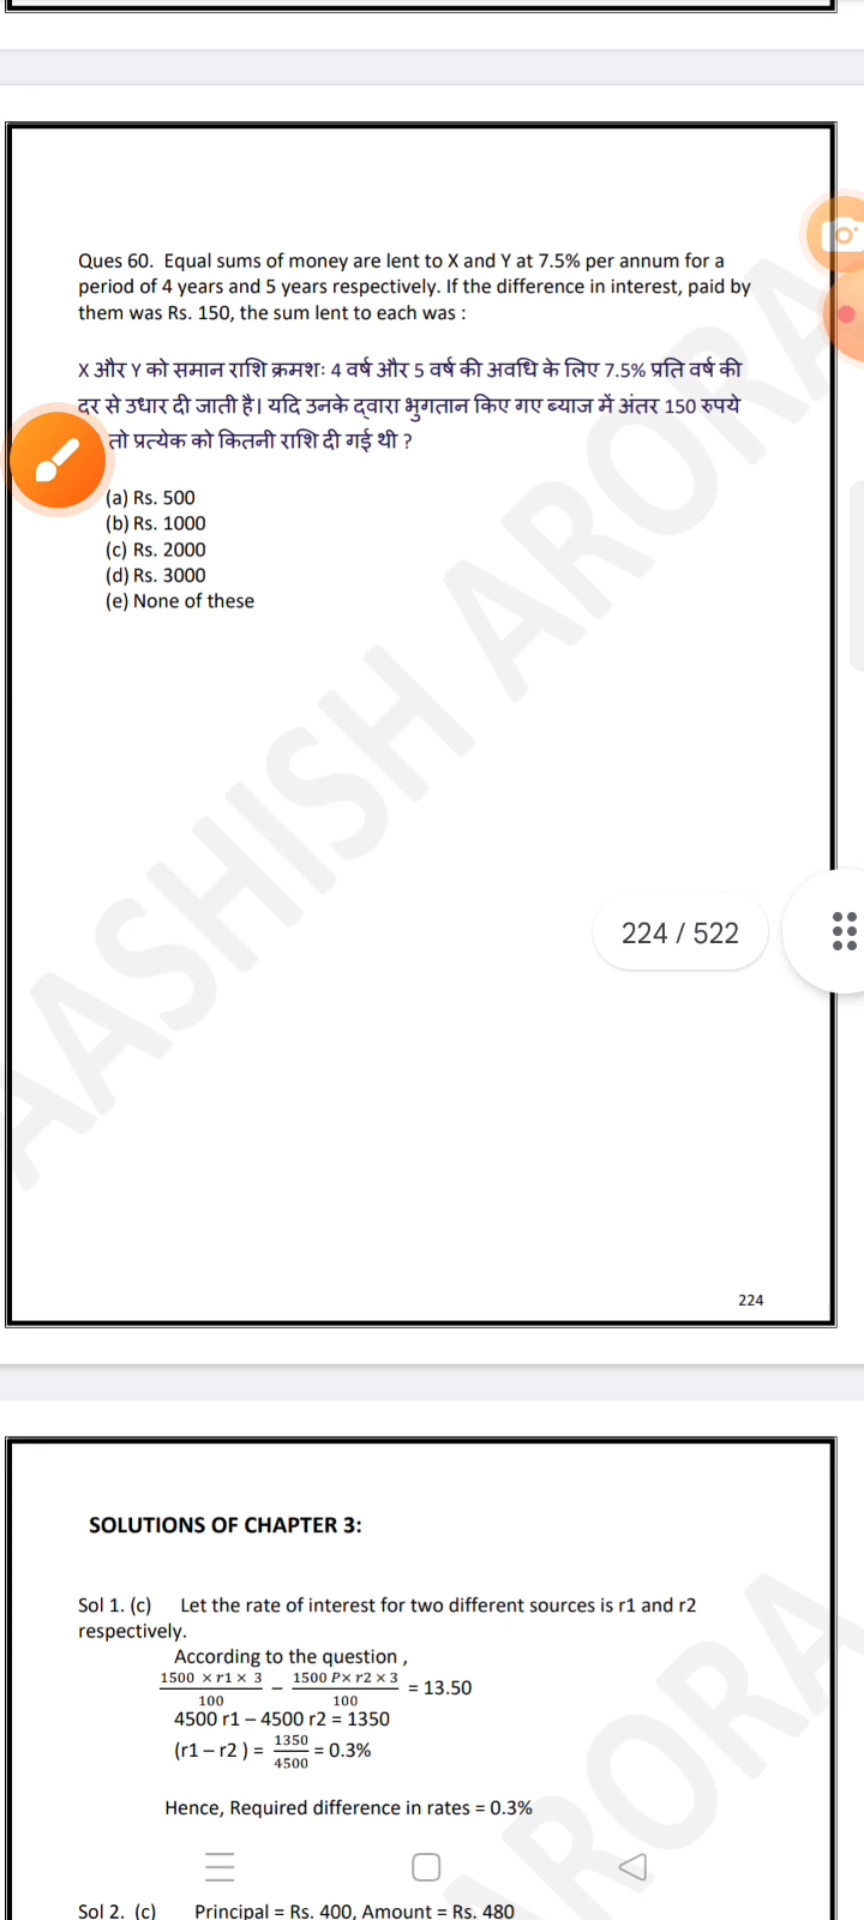 Ques 60. Equal sums of money are lent to X and Y at 7.5% per annum for a
period of 4 years and 5 years respectively. If the difference in interest, paid by
them was Rs. 150, the sum lent to each was :
X और Y को समान राशि क्रमशः 4 वर्ष और 5 वर्ष की अवधि के लिए 7.5% प्रति वर्ष की
दर से उधार दी जाती है। यदि उनके द्वारा भुगतान किए गए ब्याज में अंतर 150 रुपये
तो प्रत्येक को कितनी राशि दी गई थी ?
(a) Rs. 500
(b) Rs. 1000
(c) Rs. 2000
(d) Rs. 3000
(e) None of these
AASHISH ARORA
224 / 522
224
SOLUTIONS OF CHAPTER 3:
Sol 1. (c) Let the rate of interest for two different sources is r1 and r2
respectively.
According to the question ,
1500 × r1 × 3 / 100 − 1500 P× r2 × 3 / 100 = 13.50
4500 r1 – 4500 r2 = 1350
(r1 – r2 ) = 1350 / 4500 = 0.3%
Hence, Required difference in rates = 0.3%
ARORA
Sol 2. (c) Principal = Rs. 400, Amount = Rs. 480